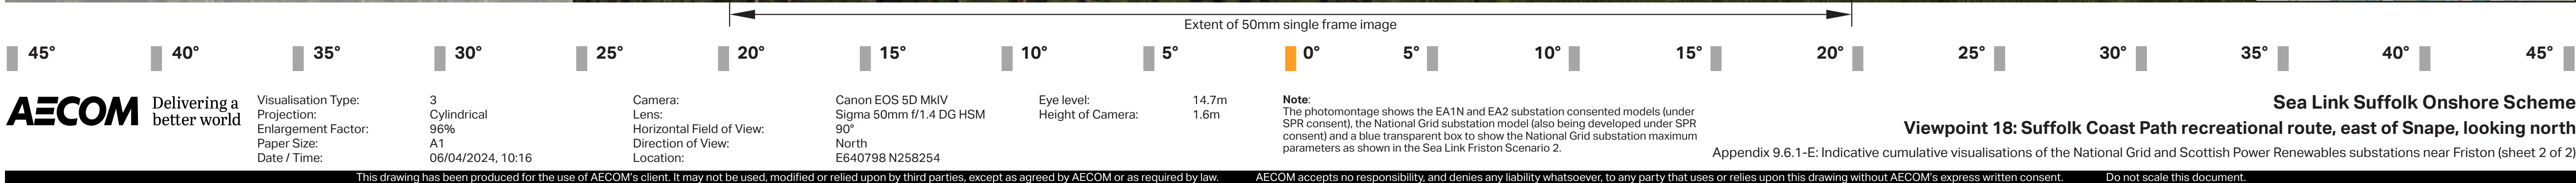 Extent of 50mm single frame image
45° 40° 35° 30° 25° 20° 15° 10° 5° 0° 5° 10° 15° 20° 25° 30° 35° 40° 45°
AECOM
Delivering a
better world
Visualisation Type: 3
Projection: Cylindrical
Enlargement Factor: 96%
Paper Size: A1
Date / Time: 06/04/2024, 10:16
Camera: Canon EOS 5D MkIV
Lens: Sigma 50mm f/1.4 DG HSM
Horizontal Field of View: 90°
Direction of View: North
Location: E640798 N258254
Eye level: 14.7m
Height of Camera: 1.6m
Note:
The photomontage shows the EA1N and EA2 substation consented models (under
SPR consent), the National Grid substation model (also being developed under SPR
consent) and a blue transparent box to show the National Grid substation maximum
parameters as shown in the Sea Link Friston Scenario 2.
Sea Link Suffolk Onshore Scheme
Viewpoint 18: Suffolk Coast Path recreational route, east of Snape, looking north
Appendix 9.6.1-E: Indicative cumulative visualisations of the National Grid and Scottish Power Renewables substations near Friston (sheet 2 of 2)
This drawing has been produced for the use of AECOM's client. It may not be used, modified or relied upon by third parties, except as agreed by AECOM or as required by law. AECOM accepts no responsibility, and denies any liability whatsoever, to any party that uses or relies upon this drawing without AECOM's express written consent. Do not scale this document.